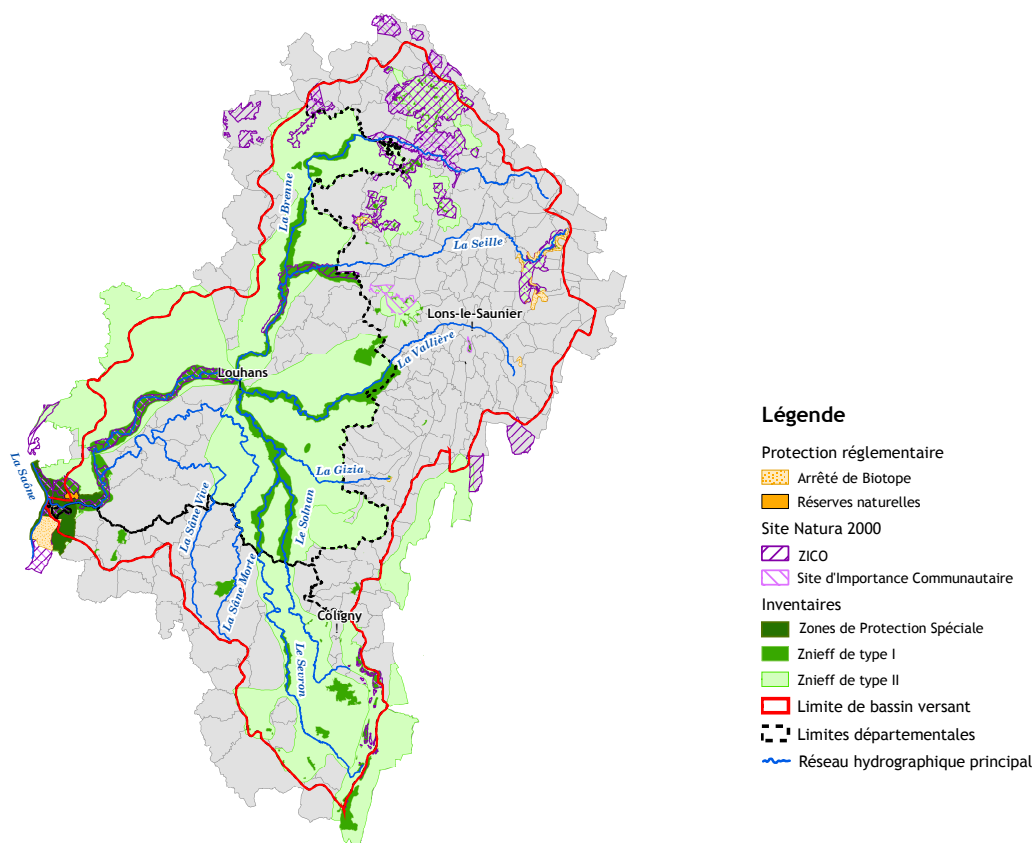 La Brenne
La Seille
Lons-le-Saunier
La Vallière
Louhans
La Saône
La Gizia
La Sâne Vive
Le Solnan
La Sâne Morte
Coligny
Le Sevron
Légende
Protection réglementaire
Arrêté de Biotope
Réserves naturelles
Site Natura 2000
ZICO
Site d'Importance Communautaire
Inventaires
Zones de Protection Spéciale
Znieff de type I
Znieff de type II
Limite de bassin versant
Limites départementales
Réseau hydrographique principal